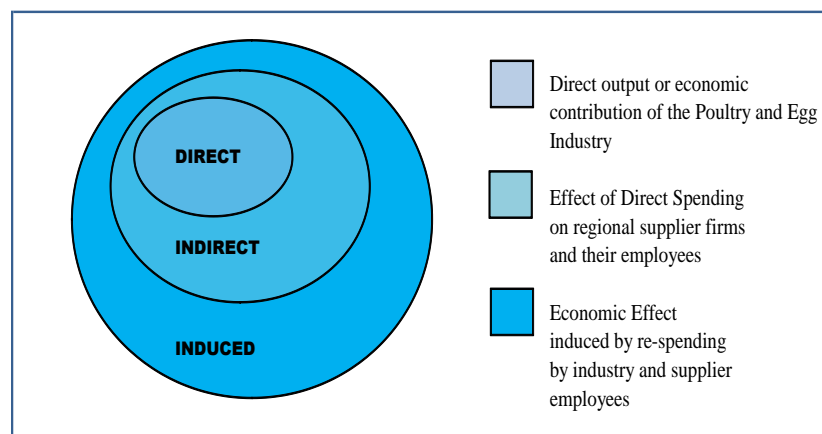 DIRECT
INDIRECT
INDUCED
Direct output or economic
contribution of the Poultry and Egg
Industry
Effect of Direct Spending
on regional supplier firms
and their employees
Economic Effect
induced by re-spending
by industry and supplier
employees